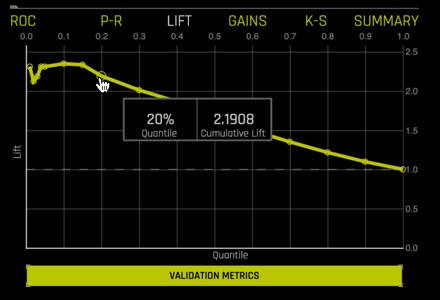 ROC P-R LIFT GAINS K-S SUMMARY
0.0 0.1 0.2 0.3 0.4 0.5 0.6 0.7 0.8 0.9 1.0
2.5
2.0
20% 2.1908
Quantile Cumulative Lift
1.5
Lift
1.0
0.5
0.0
Quantile
VALIDATION METRICS